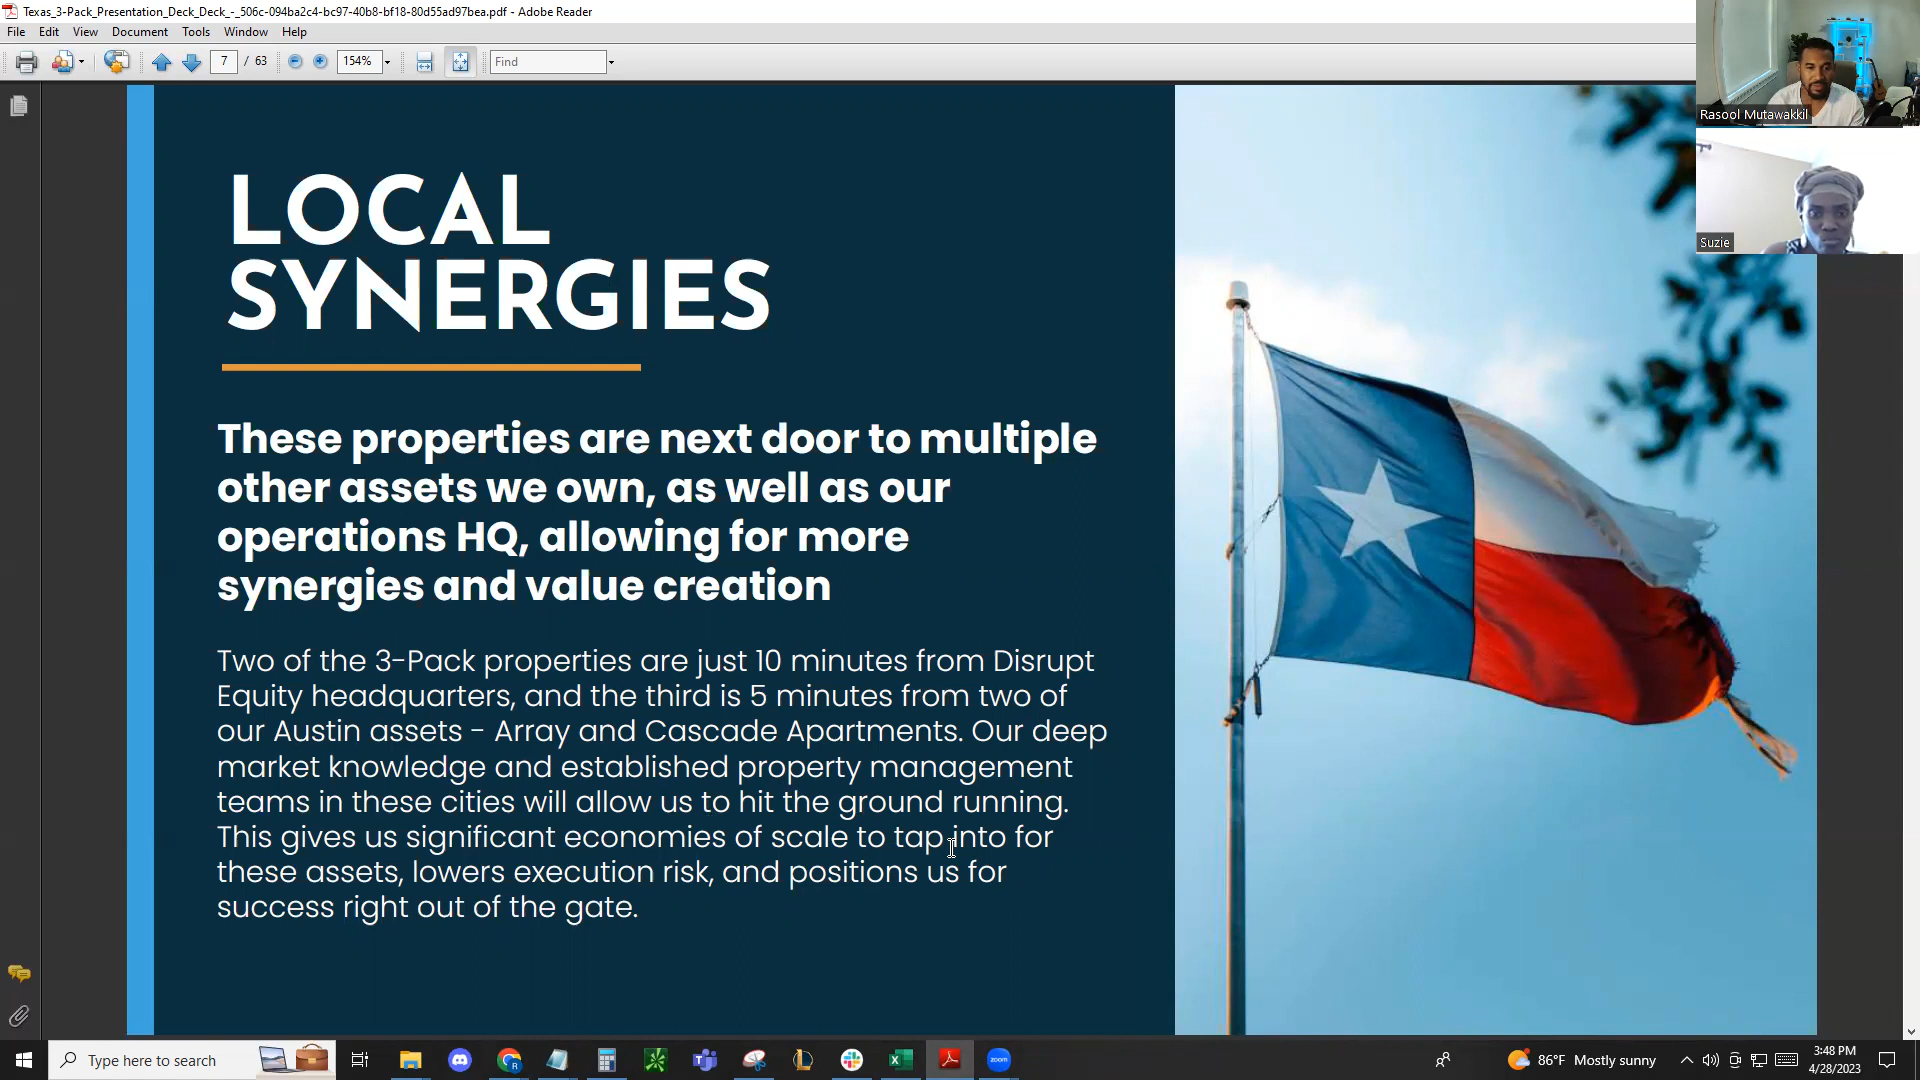 Texas_3-Pack_Presentation_Deck_Deck_-_506c-094ba2c4-bc97-40b8-bf18-80d55ad97bea.pdf - Adobe Reader
File Edit View Document Tools Window Help
7 / 63 154% Find
Rasool Mutawakkil
Suzie
LOCAL
SYNERGIES
These properties are next door to multiple
other assets we own, as well as our
operations HQ, allowing for more
synergies and value creation
Two of the 3-Pack properties are just 10 minutes from Disrupt
Equity headquarters, and the third is 5 minutes from two of
our Austin assets - Array and Cascade Apartments. Our deep
market knowledge and established property management
teams in these cities will allow us to hit the ground running.
This gives us significant economies of scale to tap into for
these assets, lowers execution risk, and positions us for
success right out of the gate.
Type here to search
zoom
86°F Mostly sunny
3:48 PM
4/28/2023